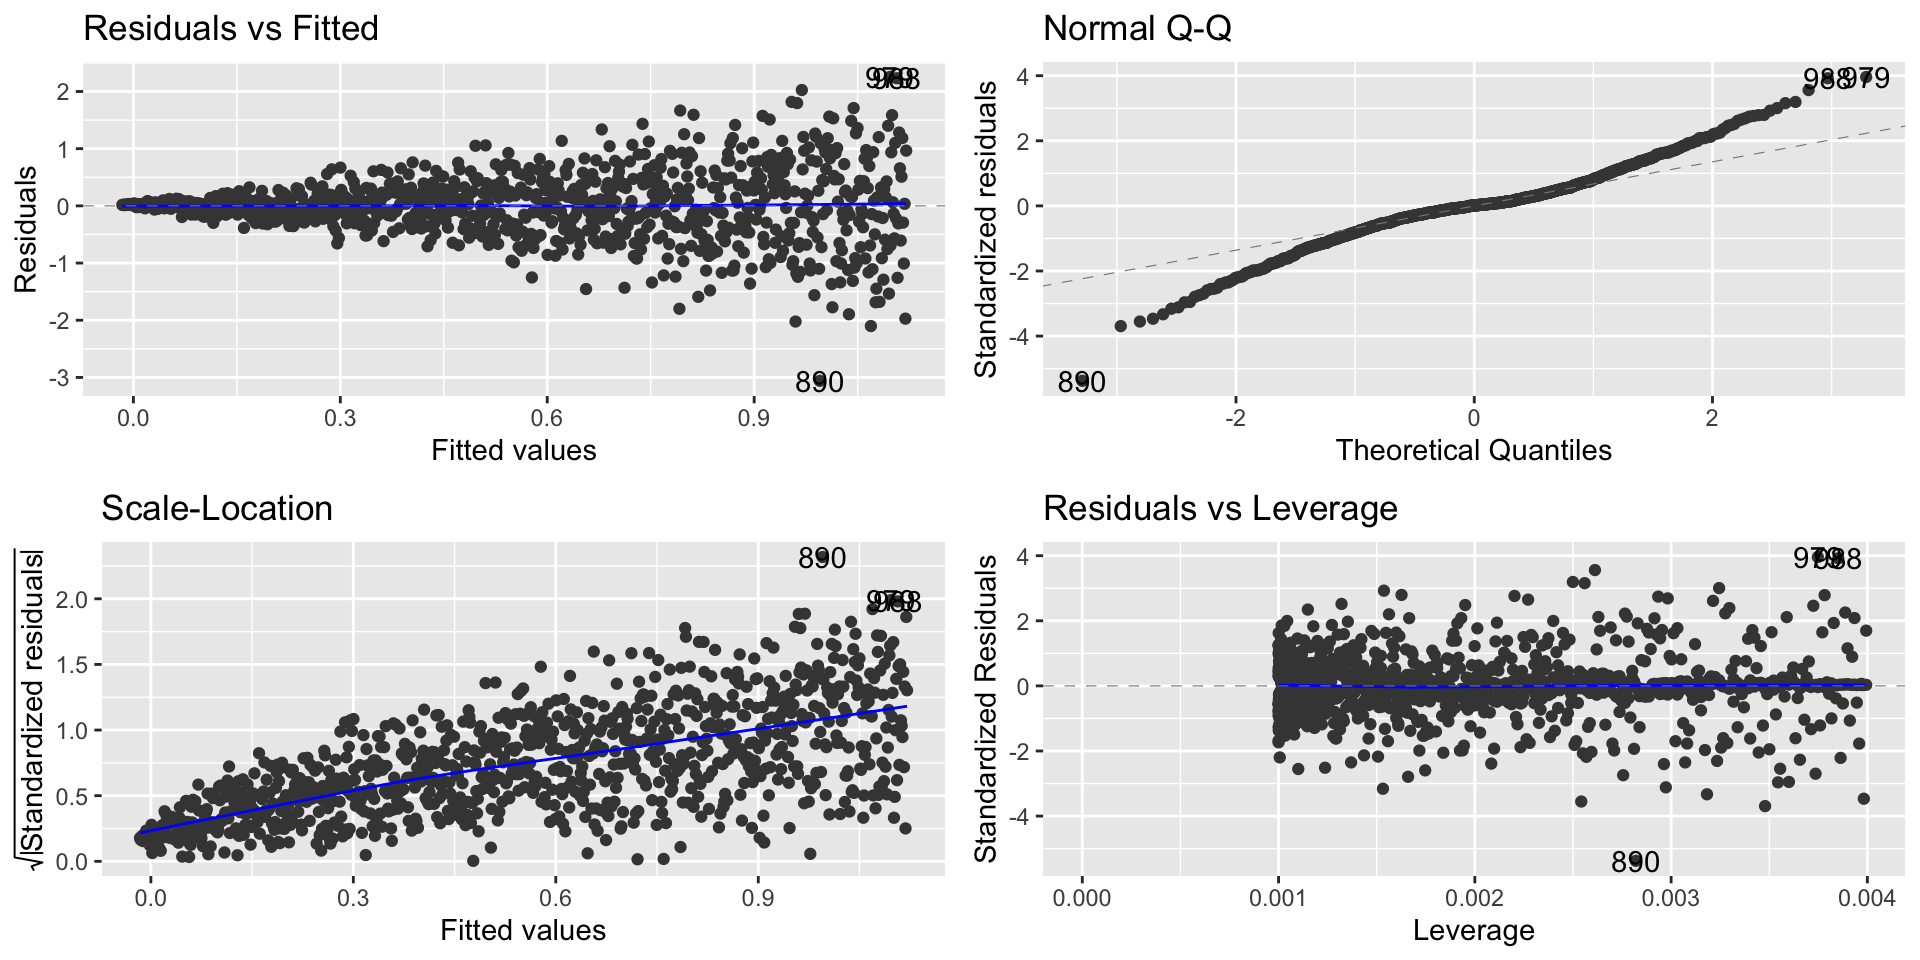 Residuals vs Fitted
Residuals
2
1
0
-1
-2
-3
890
0.0 0.3 0.6 0.9
Fitted values
Normal Q-Q
Standardized residuals
4
2
0
-2
-4
988 979
890
-2 0 2
Theoretical Quantiles
Scale-Location
√|Standardized residuals|
2.0
1.5
1.0
0.5
0.0
890
0.0 0.3 0.6 0.9
Fitted values
Residuals vs Leverage
Standardized Residuals
4
2
0
-2
-4
890
0.000 0.001 0.002 0.003 0.004
Leverage